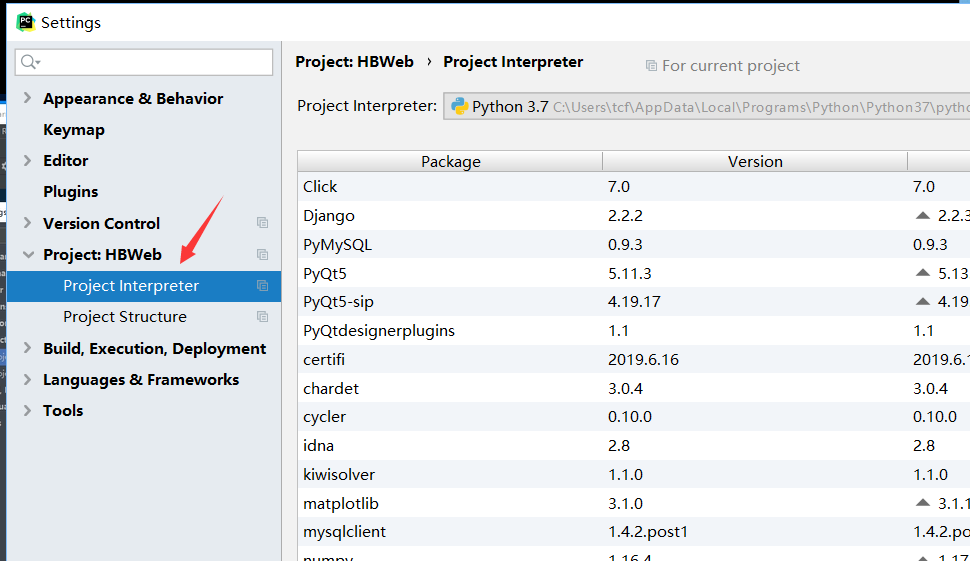 Settings
Project: HBWeb › Project Interpreter For current project
Appearance & Behavior
Keymap
Editor
Plugins
Version Control
Project: HBWeb
Project Interpreter
Project Structure
Build, Execution, Deployment
Languages & Frameworks
Tools
Project Interpreter: Python 3.7 C:\Users\tcf\AppData\Local\Programs\Python\Python37\pytho
Package Version
Click 7.0 7.0
Django 2.2.2 2.2.3
PyMySQL 0.9.3 0.9.3
PyQt5 5.11.3 5.13
PyQt5-sip 4.19.17 4.19
PyQtdesignerplugins 1.1 1.1
certifi 2019.6.16 2019.6.1
chardet 3.0.4 3.0.4
cycler 0.10.0 0.10.0
idna 2.8 2.8
kiwisolver 1.1.0 1.1.0
matplotlib 3.1.0 3.1.1
mysqlclient 1.4.2.post1 1.4.2.po
numpy 1.16.4 1.17